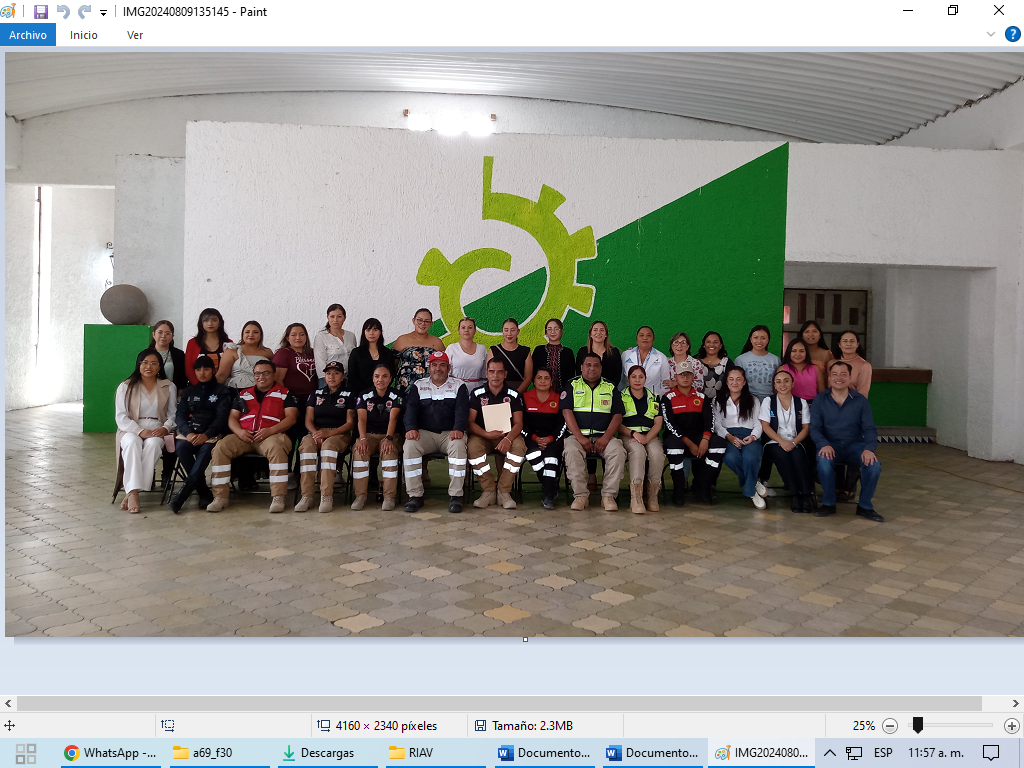 IMG20240809135145 - Paint
Archivo Inicio Ver
4160 × 2340 píxeles
Tamaño: 2.3MB
25%
WhatsApp -...
a69_f30
Descargas
RIAV
Documento...
Documento...
IMG2024080...
ESP
11:57 a. m.